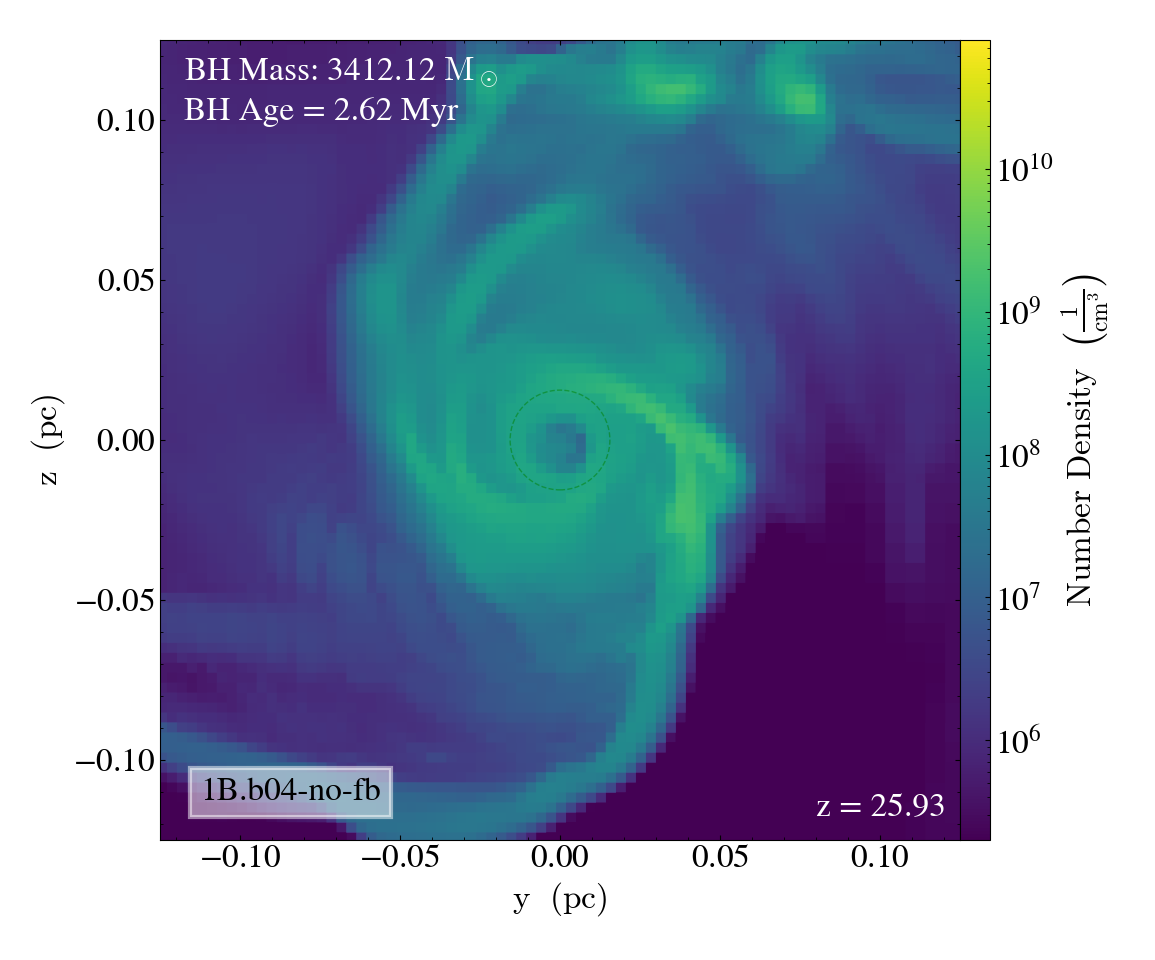 BH Mass: 3412.12 M☉
BH Age = 2.62 Myr
0.10
0.05
0.00
−0.05
−0.10
z (pc)
1B.b04-no-fb
z = 25.93
−0.10 −0.05 0.00 0.05 0.10
y (pc)
10^10
10^9
10^8
10^7
10^6
Number Density (1/cm^3)